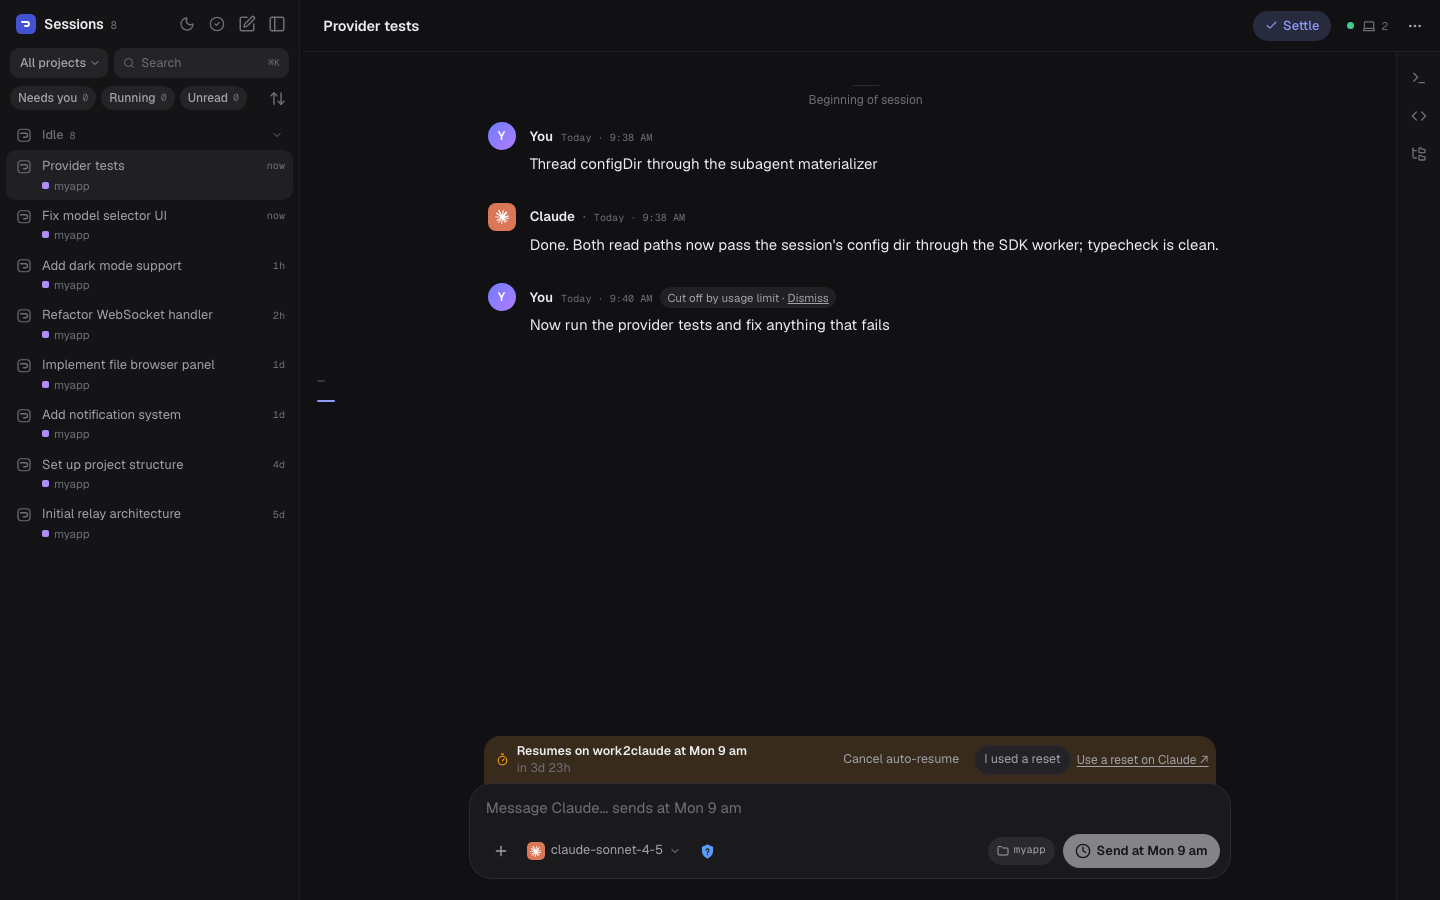 Sessions 8
All projects
Search ⌘K
Needs you 0
Running 0
Unread 0
Idle 8
Provider tests now
myapp
Fix model selector UI now
myapp
Add dark mode support 1h
myapp
Refactor WebSocket handler 2h
myapp
Implement file browser panel 1d
myapp
Add notification system 1d
myapp
Set up project structure 4d
myapp
Initial relay architecture 5d
myapp
Provider tests
Settle
2
Beginning of session
Y
You Today · 9:38 AM
Thread configDir through the subagent materializer
Claude · Today · 9:38 AM
Done. Both read paths now pass the session's config dir through the SDK worker; typecheck is clean.
Y
You Today · 9:40 AM Cut off by usage limit · Dismiss
Now run the provider tests and fix anything that fails
Resumes on work2claude at Mon 9 am
in 3d 23h
Cancel auto-resume
I used a reset
Use a reset on Claude ↗
Message Claude... sends at Mon 9 am
claude-sonnet-4-5
myapp
Send at Mon 9 am